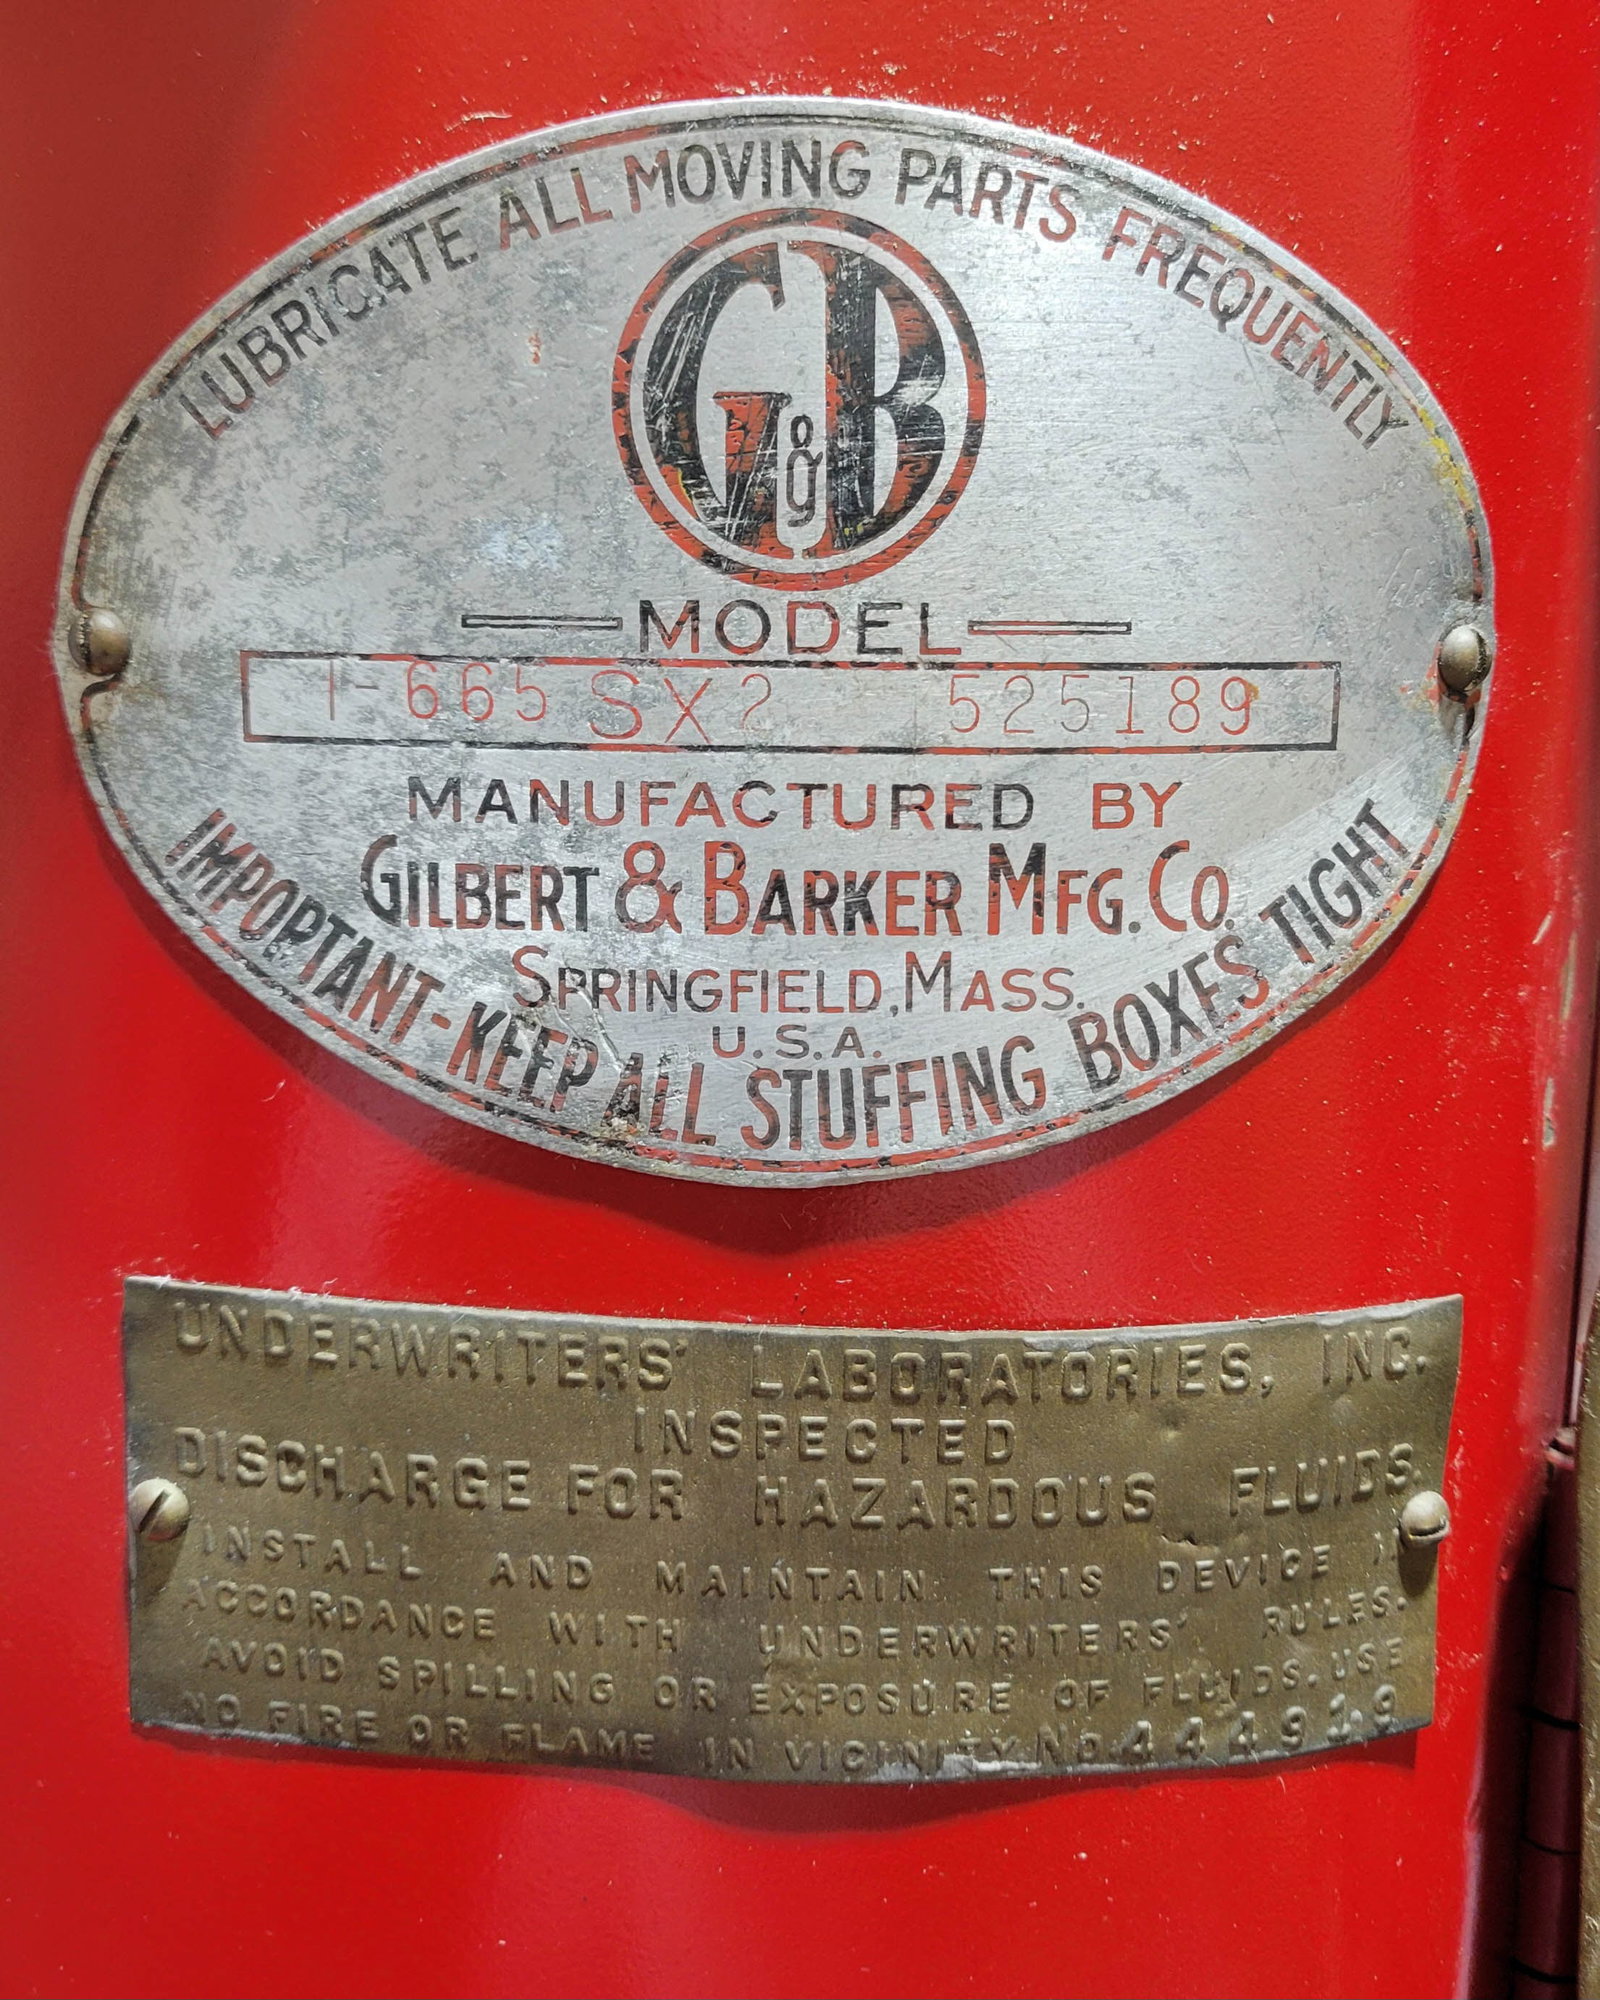 LUBRICATE ALL MOVING PARTS FREQUENTLY
G&B
MODEL
1-665 SX2 525189
MANUFACTURED BY
GILBERT & BARKER MFG. CO.
SPRINGFIELD, MASS.
U.S.A.
IMPORTANT-KEEP ALL STUFFING BOXES TIGHT
UNDERWRITERS' LABORATORIES, INC.
INSPECTED
DISCHARGE FOR HAZARDOUS FLUIDS.
INSTALL AND MAINTAIN THIS DEVICE IN
ACCORDANCE WITH UNDERWRITERS' RULES.
AVOID SPILLING OR EXPOSURE OF FLUIDS. USE
NO FIRE OR FLAME IN VICINITY No.